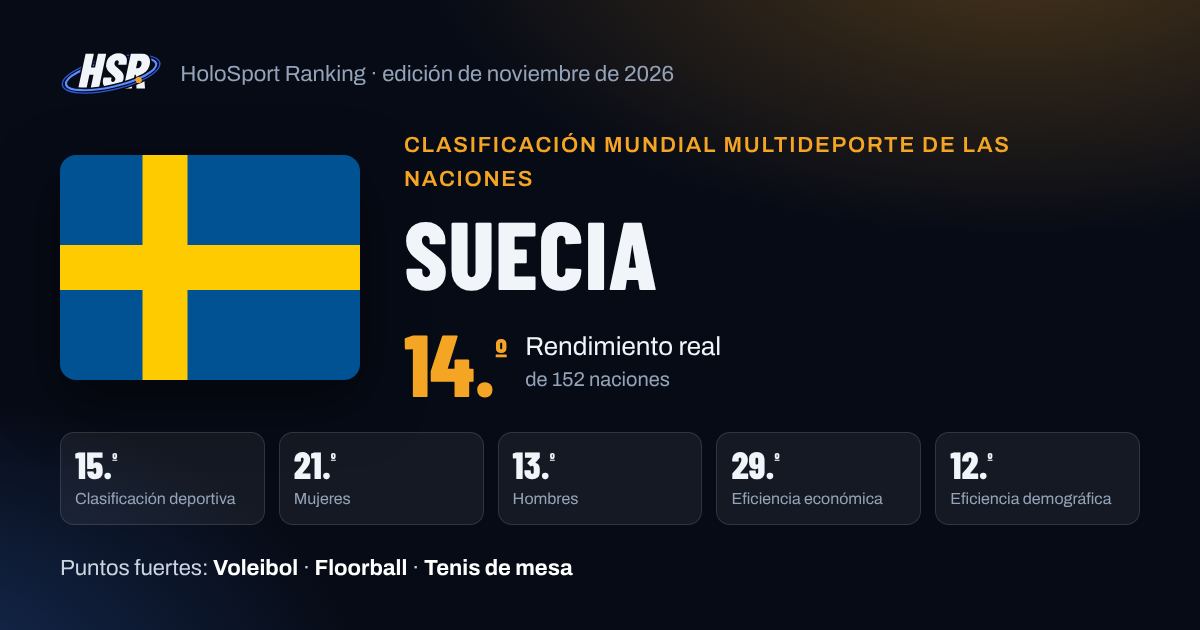 HSR
HoloSport Ranking · edición de noviembre de 2026
CLASIFICACIÓN MUNDIAL MULTIDEPORTE DE LAS
NACIONES
SUECIA
14.º
Rendimiento real
de 152 naciones
15.º
Clasificación deportiva
21.º
Mujeres
13.º
Hombres
29.º
Eficiencia económica
12.º
Eficiencia demográfica
Puntos fuertes: Voleibol · Floorball · Tenis de mesa